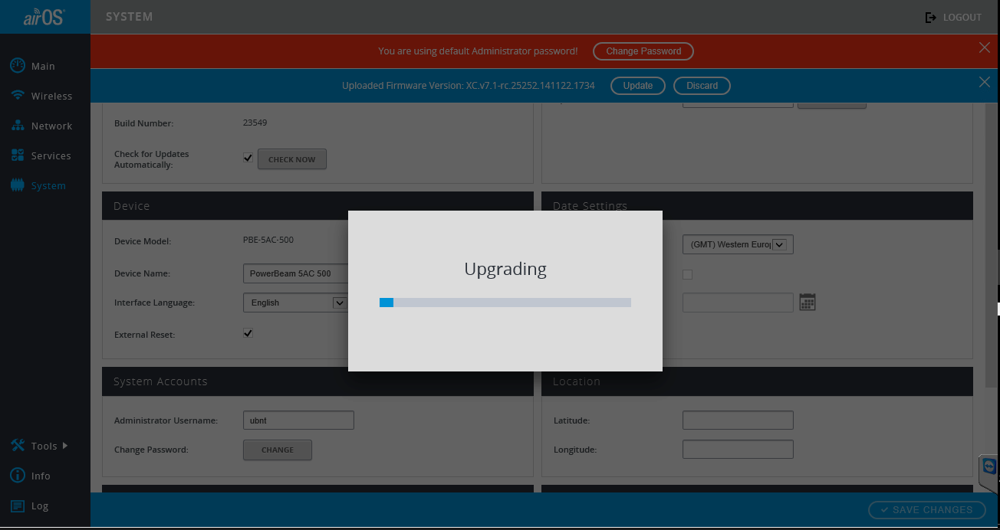 airOS
SYSTEM
LOGOUT
You are using default Administrator password!
Change Password
Uploaded Firmware Version: XC.v7.1-rc.25252.141122.1734
Update
Discard
Main
Wireless
Network
Services
System
Tools
Info
Log
Build Number:
23549
Check for Updates
Automatically:
CHECK NOW
Device
Device Model:
PBE-5AC-500
Device Name:
PowerBeam 5AC 500
Interface Language:
English
External Reset:
Date Settings
(GMT) Western Europ
Upgrading
System Accounts
Administrator Username:
ubnt
Change Password:
CHANGE
Location
Latitude:
Longitude:
SAVE CHANGES